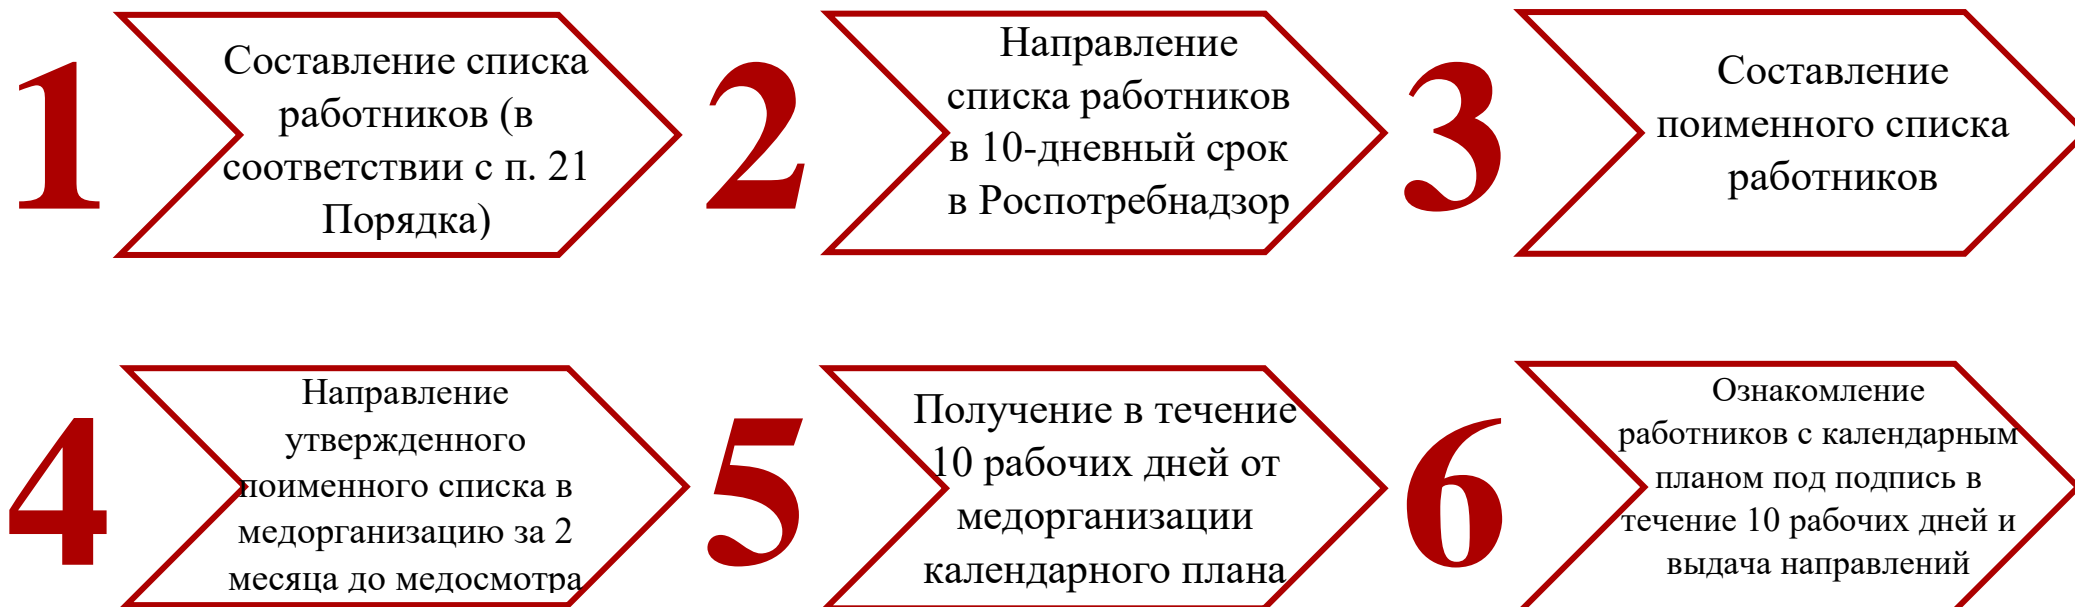 1
Составление списка
работников (в
соответствии с п. 21
Порядка)
2
Направление
списка работников
в 10-дневный срок
в Роспотребнадзор
3
Составление
поименного списка
работников
4
Направление
утвержденного
поименного списка в
медорганизацию за 2
месяца до медосмотра
5
Получение в течение
10 рабочих дней от
медорганизации
календарного плана
6
Ознакомление
работников с календарным
планом под подпись в
течение 10 рабочих дней и
выдача направлений